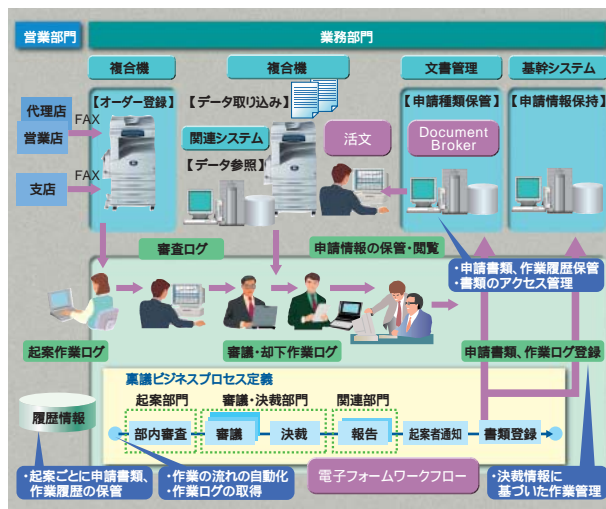 営業部門
業務部門
複合機
複合機
文書管理
基幹システム
【オーダー登録】
【データ取り込み】
【申請種類保管】
【申請情報保持】
代理店
FAX
営業店
関連システム
活文
Document
Broker
【データ参照】
FAX
支店
審査ログ
申請情報の保管・閲覧
・申請書類、作業履歴保管
・書類のアクセス管理
起案作業ログ
審議・却下作業ログ
申請書類、作業ログ登録
稟議ビジネスプロセス定義
起案部門
審議・決裁部門
関連部門
履歴情報
部内審査
審議
決裁
報告
起案者通知
書類登録
・起案ごとに申請書類、
作業履歴の保管
・作業の流れの自動化
・作業ログの取得
電子フォームワークフロー
・決裁情報に
基づいた作業管理